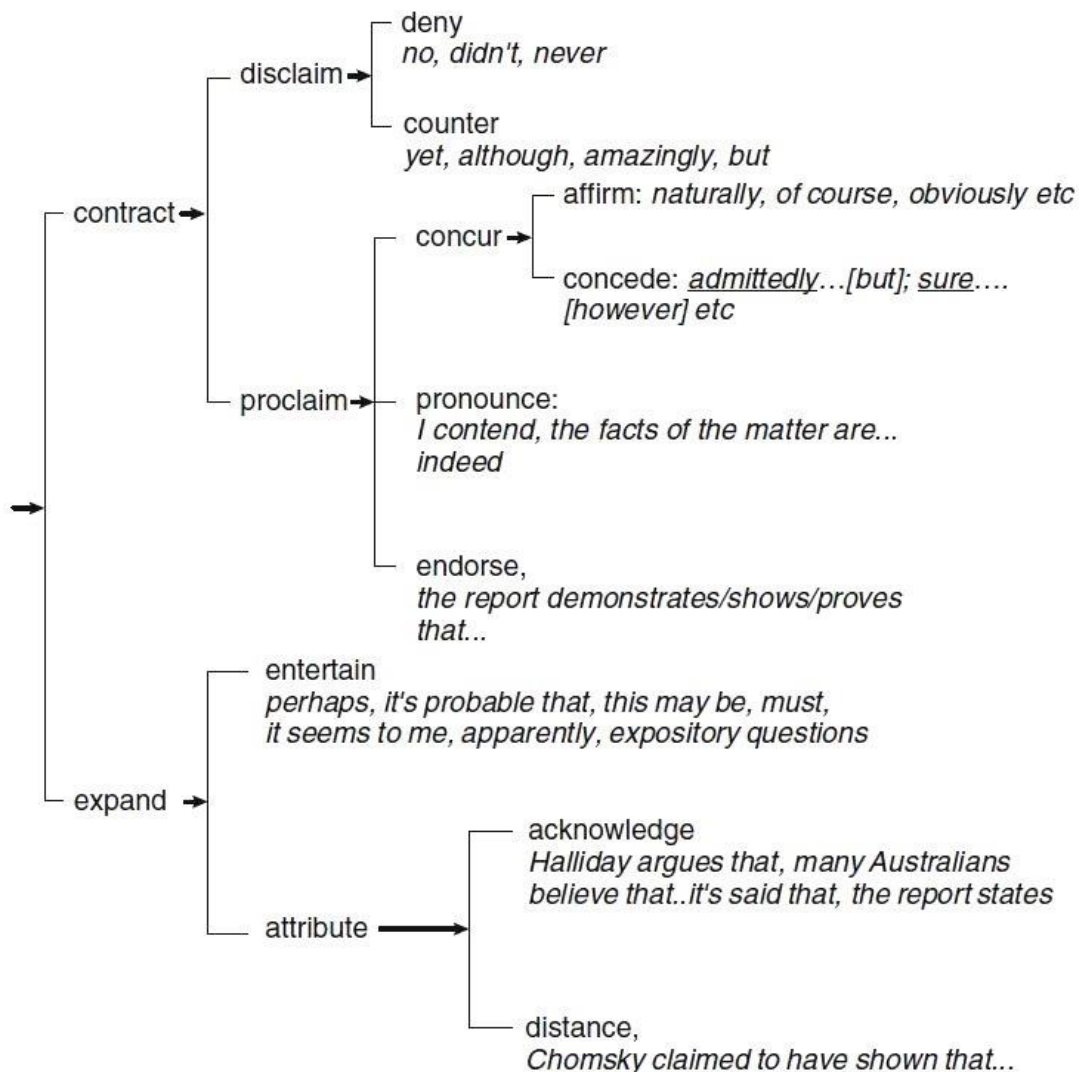 deny
no, didn't, never
disclaim
counter
yet, although, amazingly, but
contract
affirm: naturally, of course, obviously etc
concur
concede: admittedly…[but]; sure….
[however] etc
proclaim
pronounce:
I contend, the facts of the matter are...
indeed
endorse,
the report demonstrates/shows/proves
that...
entertain
perhaps, it's probable that, this may be, must,
it seems to me, apparently, expository questions
expand
acknowledge
Halliday argues that, many Australians
believe that..it's said that, the report states
attribute
distance,
Chomsky claimed to have shown that...